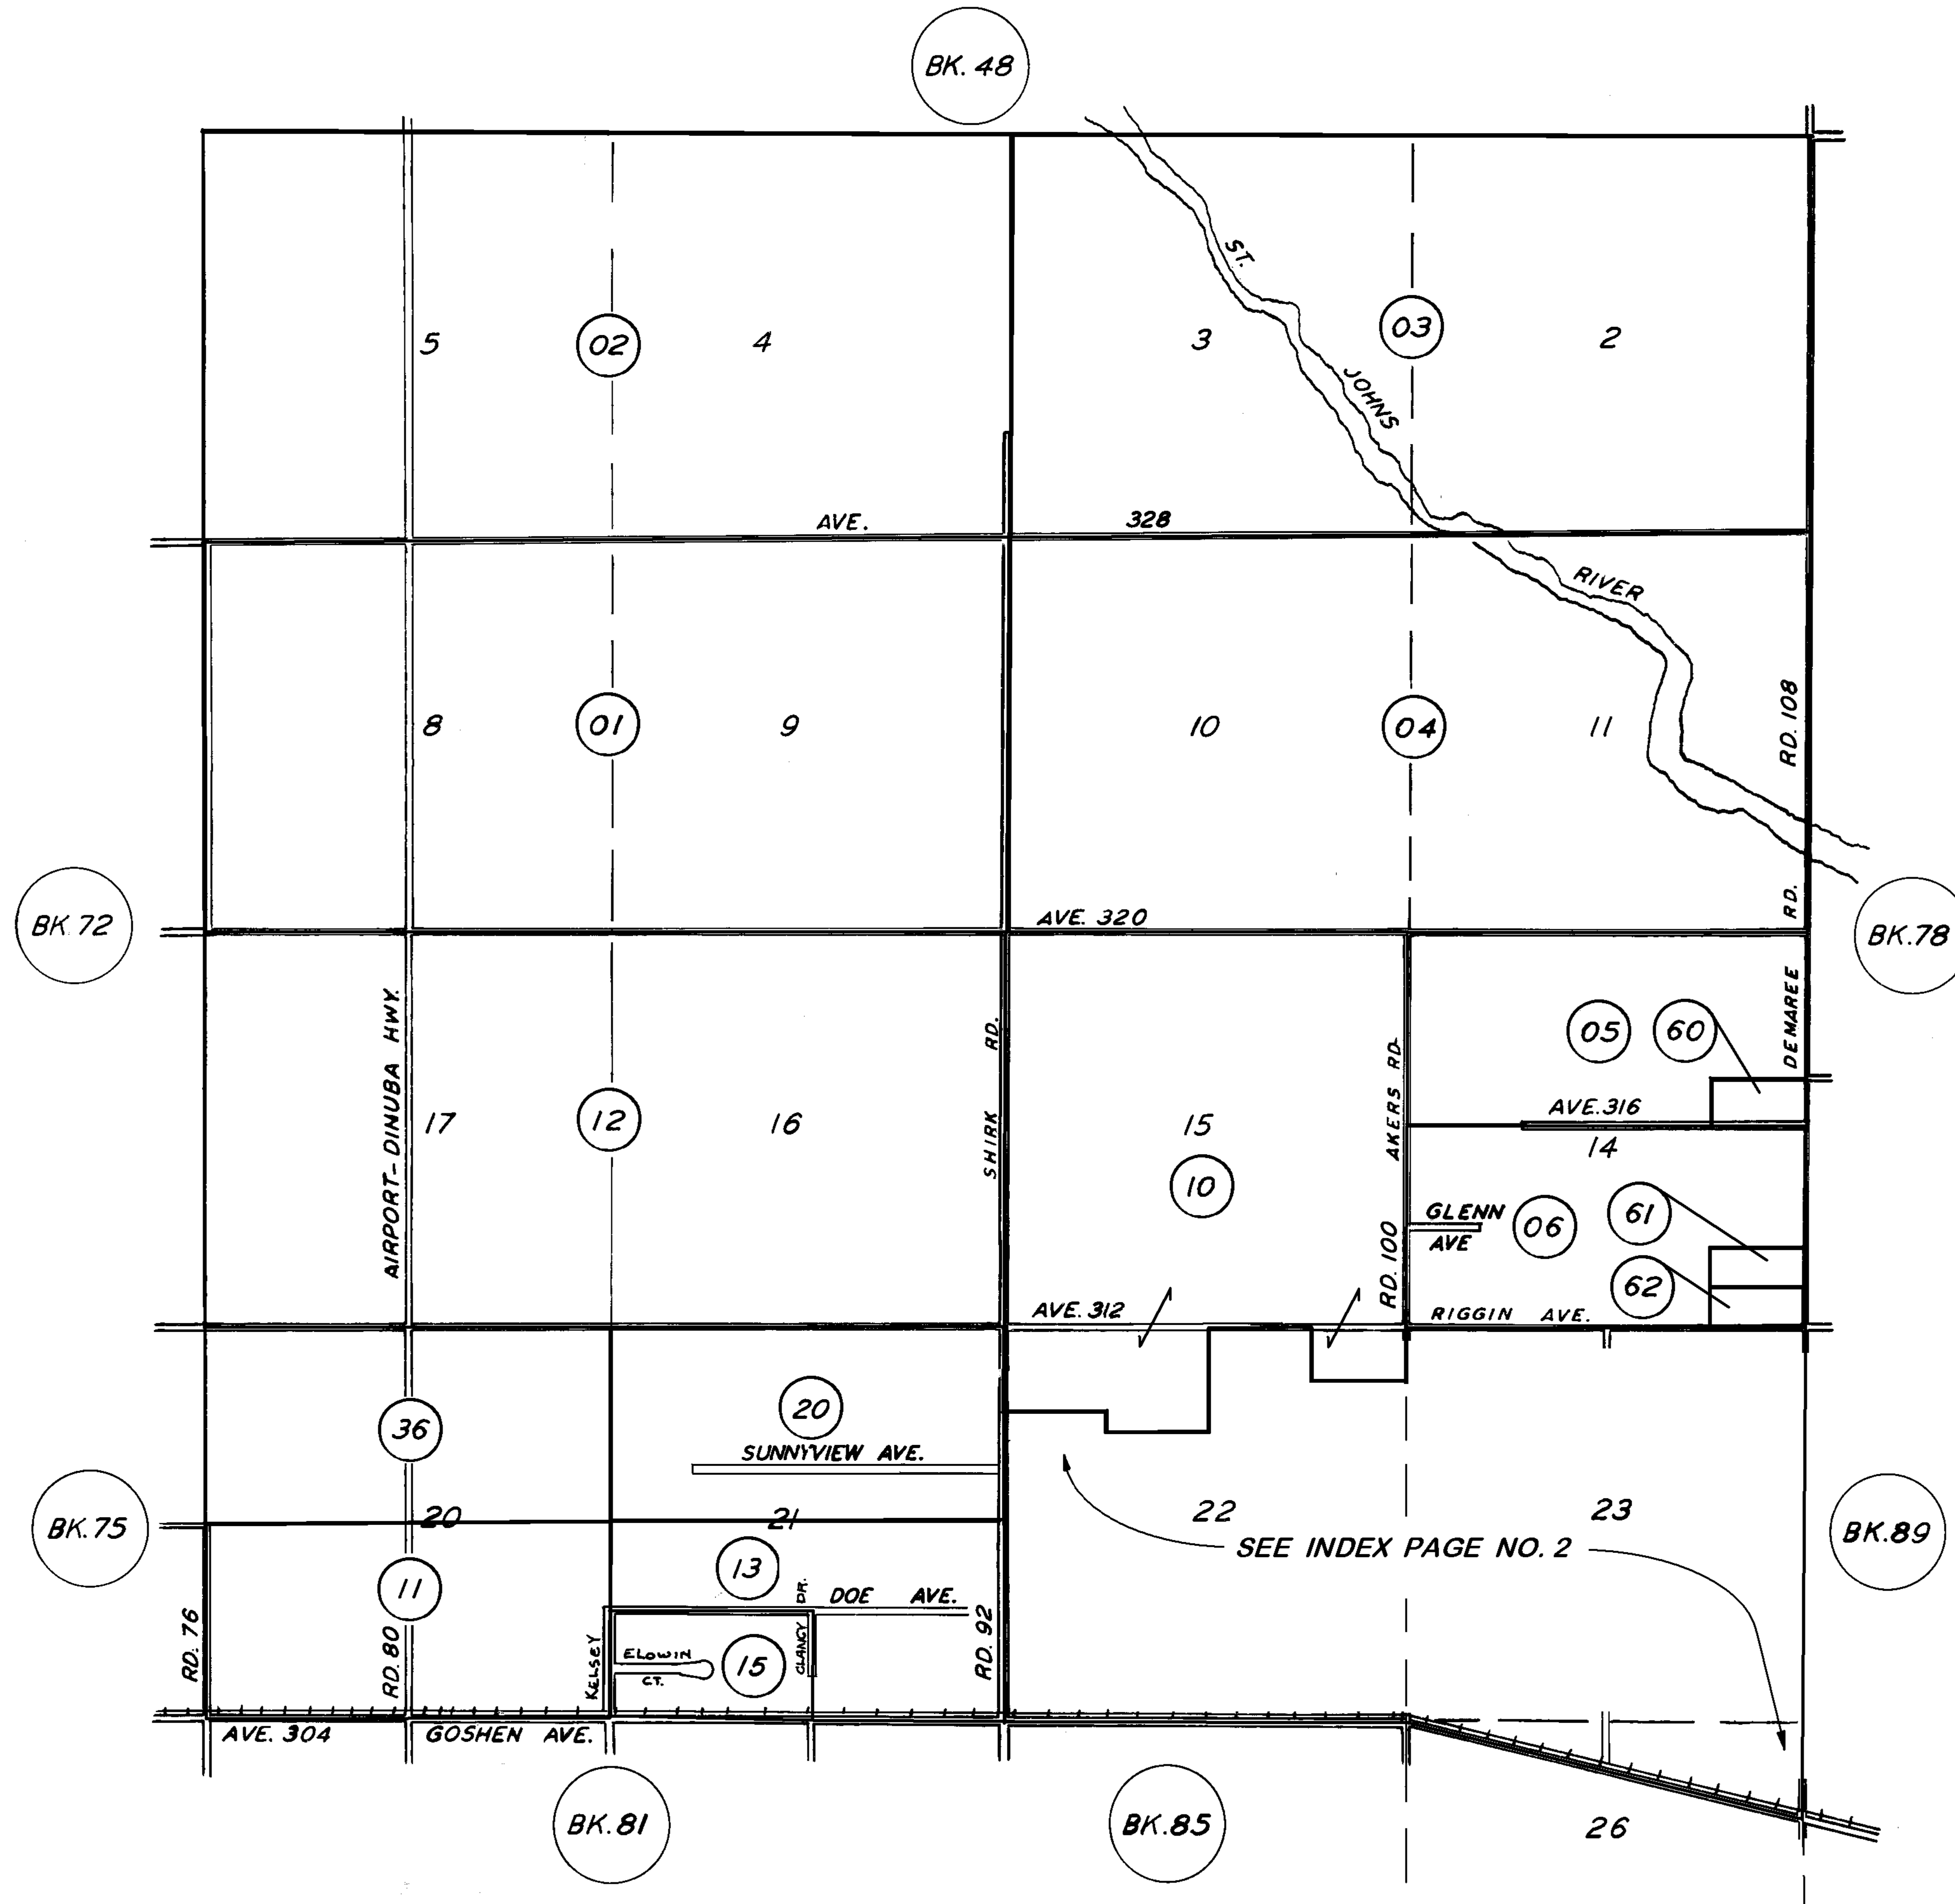 BK. 48
ST.
5
02
4
3
03
2
JOHNS
AVE.
328
RIVER
8
01
9
10
04
11
RD. 108
BK. 72
AVE. 320
RD.
BK. 78
AIRPORT-DINUBA HWY.
SHIRK RD.
AKERS RD.
DEMAREE
05
60
17
12
16
15
AVE. 316
14
10
GLENN
AVE
06
61
RD. 100
62
AVE. 312
RIGGIN AVE.
36
20
SUNNYVIEW AVE.
20
21
22
23
SEE INDEX PAGE NO. 2
BK. 75
BK. 89
11
13
DR.
DOE AVE.
RD. 76
RD. 80
KELSEY
ELOWIN
CT.
15
CLANCY
RD. 92
AVE. 304
GOSHEN AVE.
BK. 81
BK. 85
26